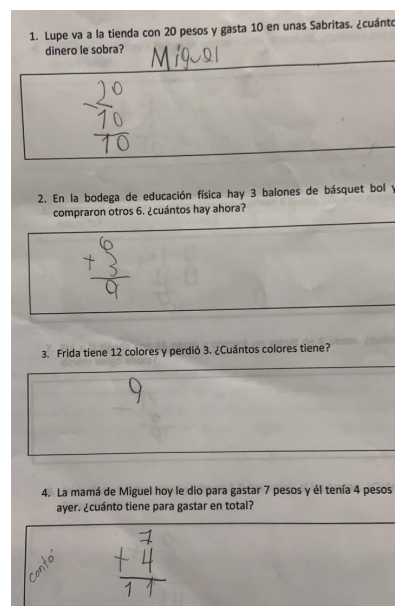 1. Lupe va a la tienda con 20 pesos y gasta 10 en unas Sabritas. ¿cuánto
dinero le sobra?
Miguel
20
- 10
10
2. En la bodega de educación física hay 3 balones de básquet bol y
compraron otros 6. ¿cuántos hay ahora?
6
+ 3
9
3. Frida tiene 12 colores y perdió 3. ¿Cuántos colores tiene?
9
4. La mamá de Miguel hoy le dio para gastar 7 pesos y él tenía 4 pesos
ayer. ¿cuánto tiene para gastar en total?
contó
7
+ 4
11